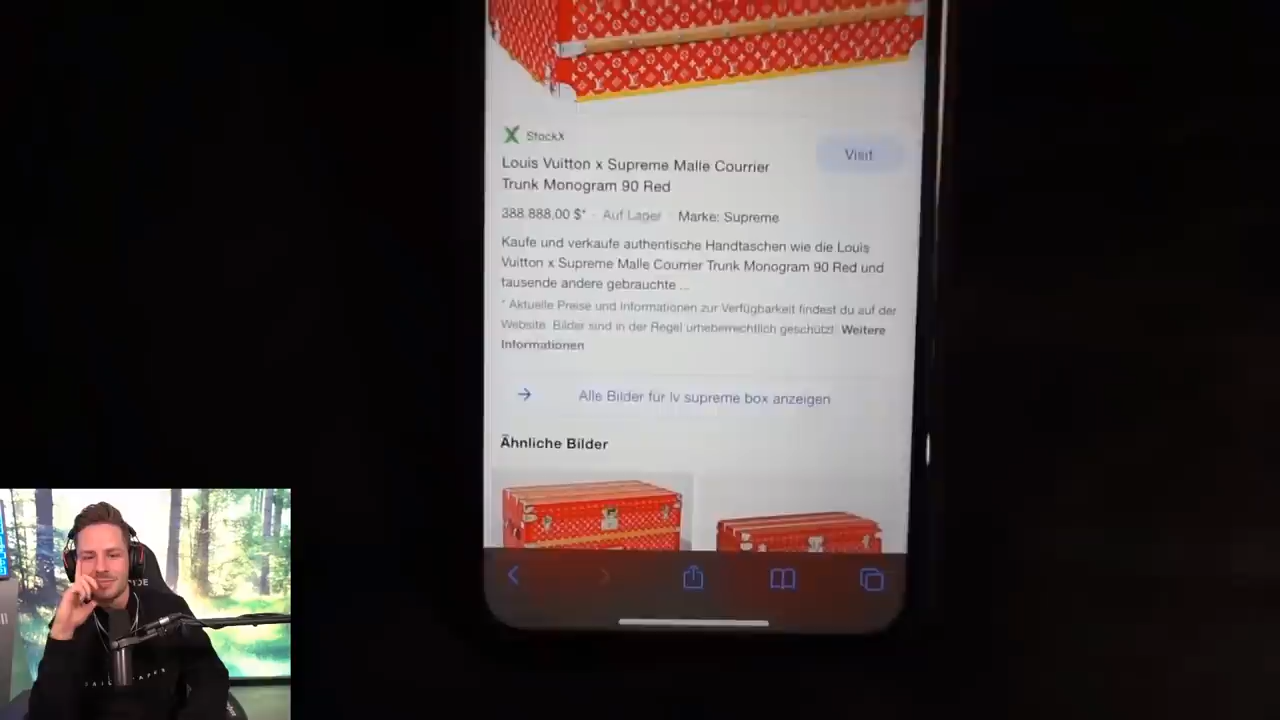 StockX
Visit
Louis Vuitton x Supreme Malle Courrier
Trunk Monogram 90 Red
388.888,00 $* · Auf Lager · Marke: Supreme
Kaufe und verkaufe authentische Handtaschen wie die Louis
Vuitton x Supreme Malle Courrier Trunk Monogram 90 Red und
tausende andere gebrauchte ...
* Aktuelle Preise und Informationen zur Verfügbarkeit findest du auf der
Website. Bilder sind in der Regel urheberrechtlich geschützt. Weitere
Informationen
Alle Bilder für lv supreme box anzeigen
Ähnliche Bilder